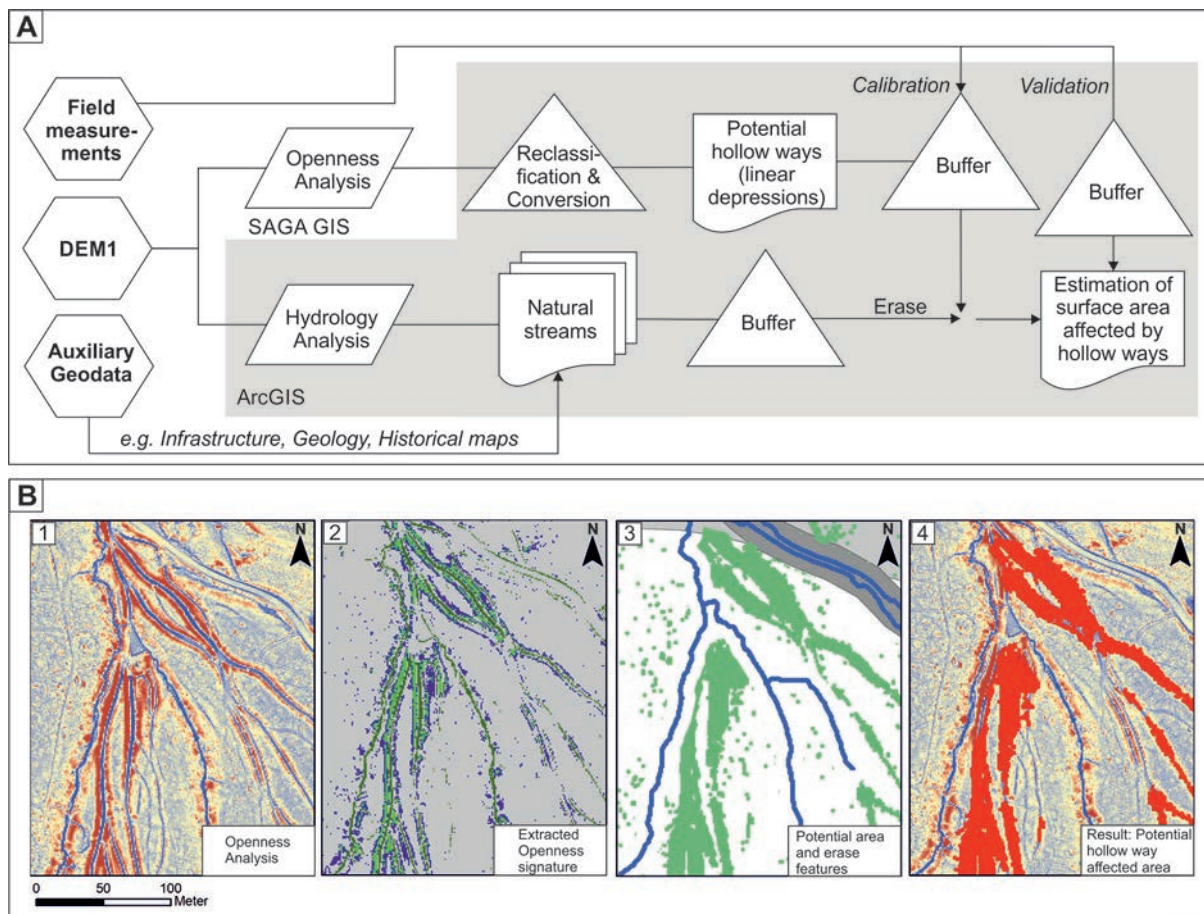 A
Field
measure-
ments
DEM1
Auxiliary
Geodata
Openness
Analysis
SAGA GIS
Reclassi-
fication &
Conversion
Potential
hollow ways
(linear
depressions)
Calibration
Buffer
Validation
Buffer
Hydrology
Analysis
ArcGIS
Natural
streams
Buffer
Erase
Estimation of
surface area
affected by
hollow ways
e.g. Infrastructure, Geology, Historical maps
B
1
N
Openness
Analysis
0 50 100
Meter
2
N
Extracted
Openness
signature
3
N
Potential area
and erase
features
4
N
Result: Potential
hollow way
affected area